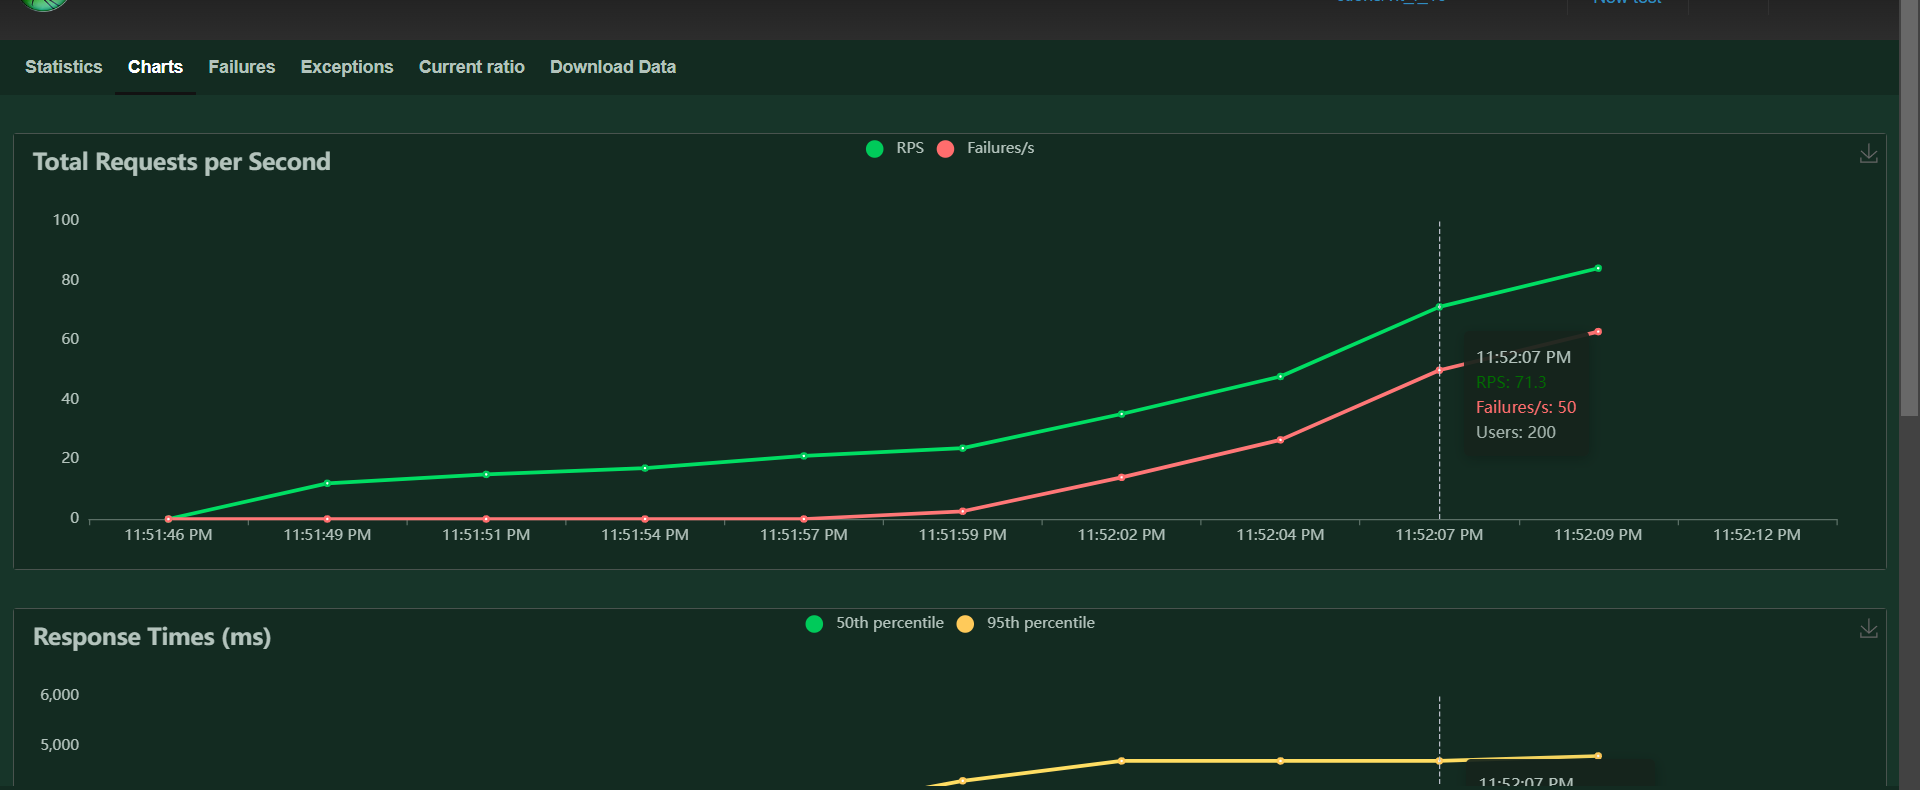 New test
Statistics Charts Failures Exceptions Current ratio Download Data
Total Requests per Second
RPS Failures/s
100
80
60
40
20
0
11:52:07 PM
RPS: 71.3
Failures/s: 50
Users: 200
11:51:46 PM 11:51:49 PM 11:51:51 PM 11:51:54 PM 11:51:57 PM 11:51:59 PM 11:52:02 PM 11:52:04 PM 11:52:07 PM 11:52:09 PM 11:52:12 PM
Response Times (ms)
50th percentile 95th percentile
6,000
5,000
11:52:07 PM